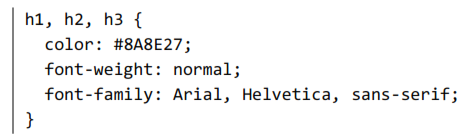 h1, h2, h3 {
  color: #8A8E27;
  font-weight: normal;
  font-family: Arial, Helvetica, sans-serif;
}